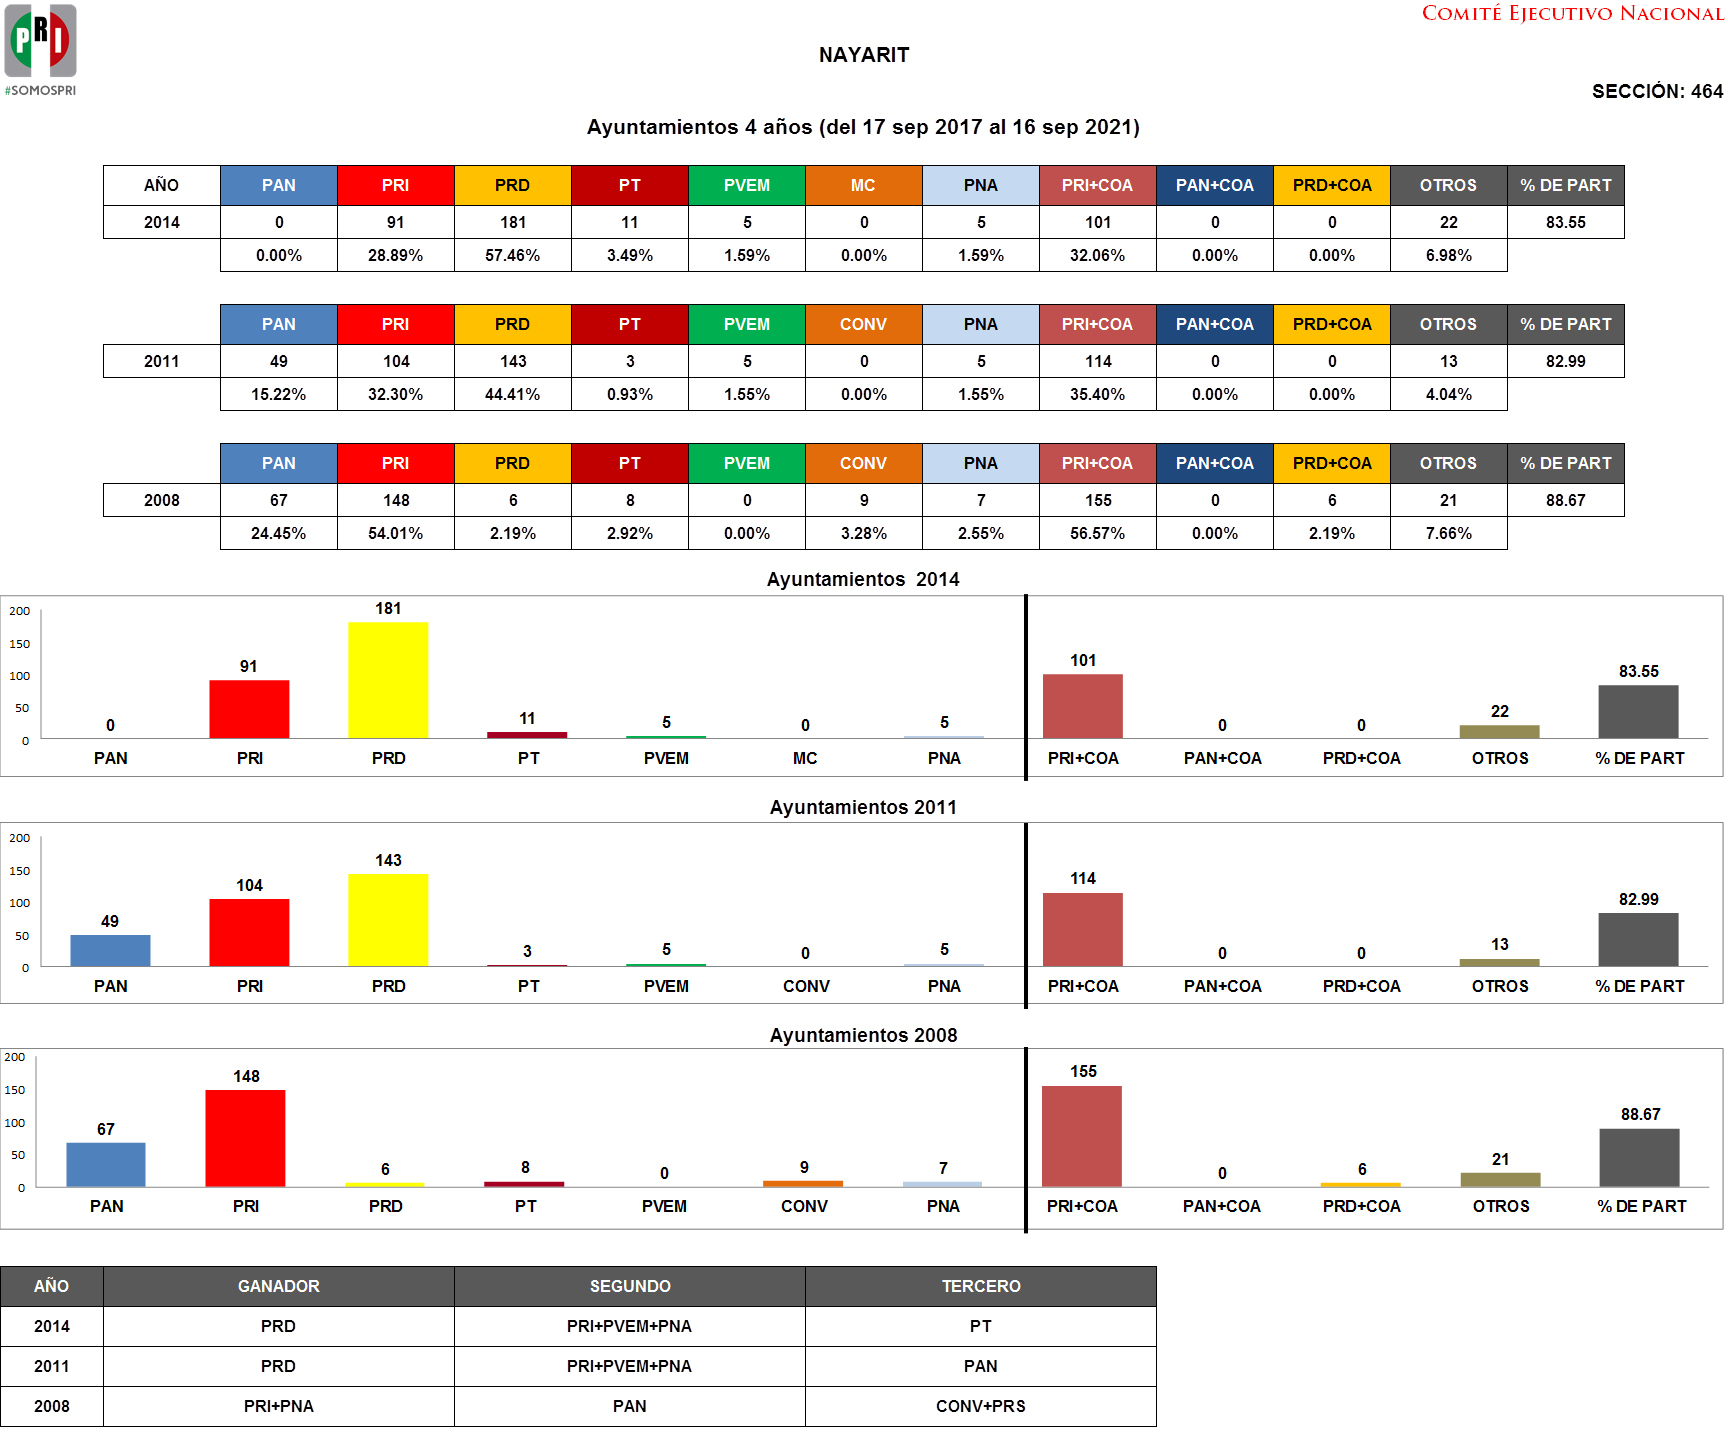 PRI
#SOMOSPRI
COMITÉ EJECUTIVO NACIONAL
NAYARIT
SECCIÓN: 464
Ayuntamientos 4 años (del 17 sep 2017 al 16 sep 2021)
AÑO PAN PRI PRD PT PVEM MC PNA PRI+COA PAN+COA PRD+COA OTROS % DE PART
2014 0 91 181 11 5 0 5 101 0 0 22 83.55
0.00% 28.89% 57.46% 3.49% 1.59% 0.00% 1.59% 32.06% 0.00% 0.00% 6.98%
PAN PRI PRD PT PVEM CONV PNA PRI+COA PAN+COA PRD+COA OTROS % DE PART
2011 49 104 143 3 5 0 5 114 0 0 13 82.99
15.22% 32.30% 44.41% 0.93% 1.55% 0.00% 1.55% 35.40% 0.00% 0.00% 4.04%
PAN PRI PRD PT PVEM CONV PNA PRI+COA PAN+COA PRD+COA OTROS % DE PART
2008 67 148 6 8 0 9 7 155 0 6 21 88.67
24.45% 54.01% 2.19% 2.92% 0.00% 3.28% 2.55% 56.57% 0.00% 2.19% 7.66%
Ayuntamientos 2014
200
150
100
50
0
0 91 181 11 5 0 5 101 0 0 22 83.55
PAN PRI PRD PT PVEM MC PNA PRI+COA PAN+COA PRD+COA OTROS % DE PART
Ayuntamientos 2011
200
150
100
50
0
49 104 143 3 5 0 5 114 0 0 13 82.99
PAN PRI PRD PT PVEM CONV PNA PRI+COA PAN+COA PRD+COA OTROS % DE PART
Ayuntamientos 2008
200
150
100
50
0
67 148 6 8 0 9 7 155 0 6 21 88.67
PAN PRI PRD PT PVEM CONV PNA PRI+COA PAN+COA PRD+COA OTROS % DE PART
AÑO GANADOR SEGUNDO TERCERO
2014 PRD PRI+PVEM+PNA PT
2011 PRD PRI+PVEM+PNA PAN
2008 PRI+PNA PAN CONV+PRS